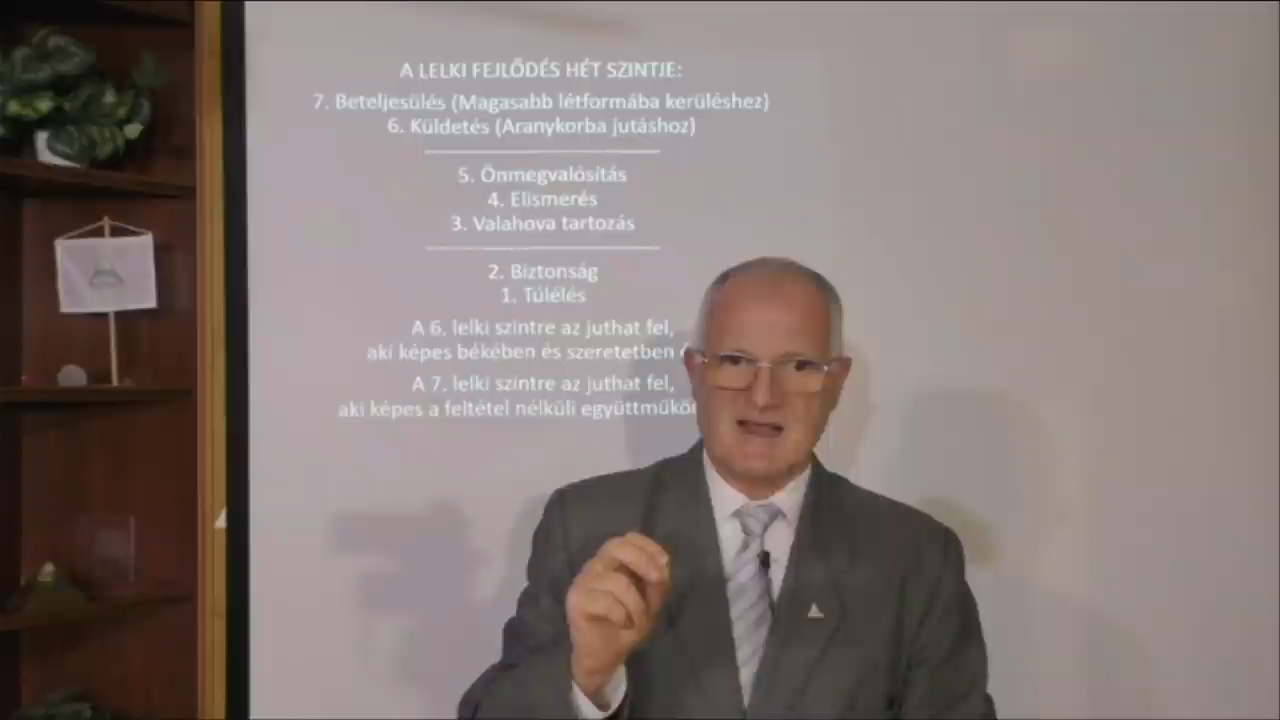 A LELKI FEJLŐDÉS HÉT SZINTJE:
7. Beteljesülés (Magasabb létformába kerüléshez)
6. Küldetés (Aranykorba jutáshoz)
5. Önmegvalósítás
4. Elismerés
3. Valahova tartozás
2. Biztonság
1. Túlélés
A 6. lelki szintre az juthat fel,
aki képes békében és szeretetben
A 7. lelki szintre az juthat fel,
aki képes a feltétel nélküli